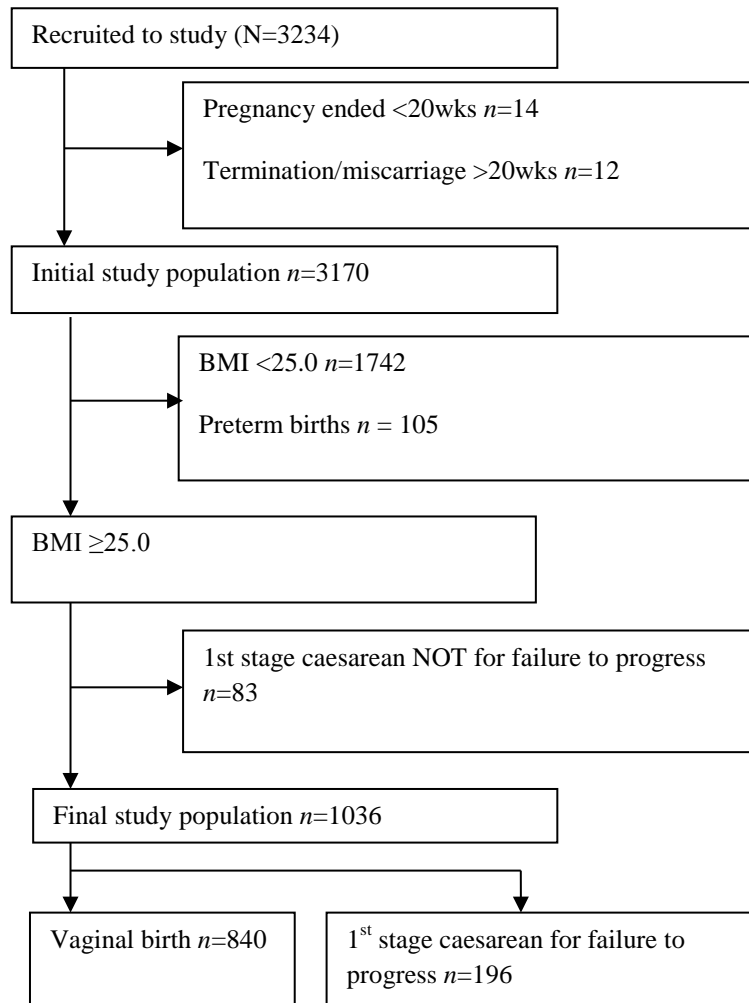 Recruited to study (N=3234)
Pregnancy ended <20wks n=14
Termination/miscarriage >20wks n=12
Initial study population n=3170
BMI <25.0 n=1742
Preterm births n = 105
BMI ≥25.0
1st stage caesarean NOT for failure to progress
n=83
Final study population n=1036
Vaginal birth n=840
1st stage caesarean for failure to
progress n=196